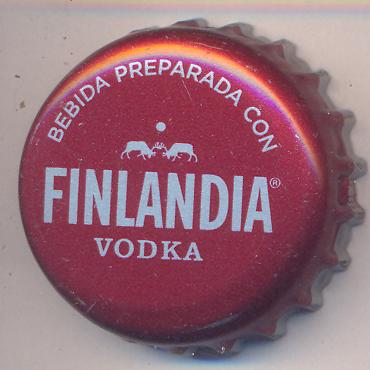 BEBIDA PREPARADA CON
FINLANDIA®
VODKA